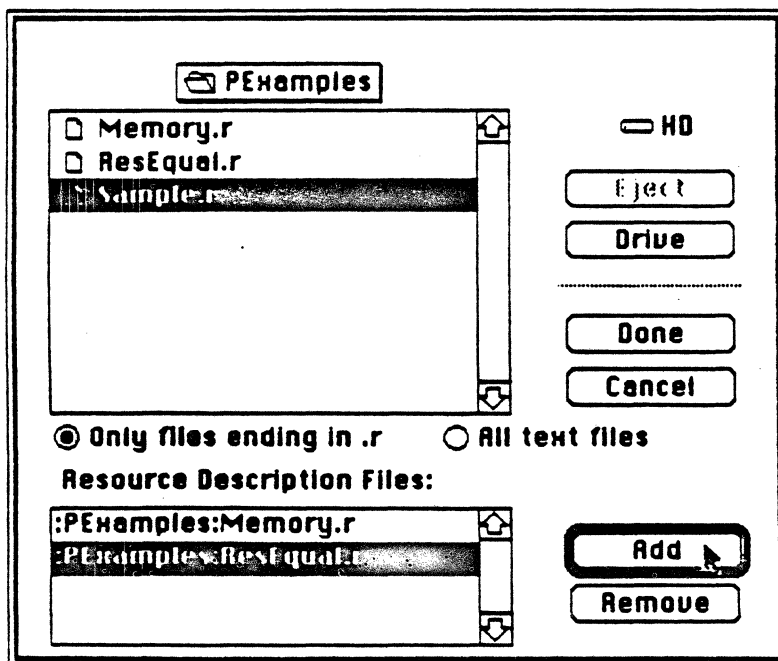 PExamples
Memory.r
ResEqual.r
Sample.r
HD
Eject
Drive
Done
Cancel
Only files ending in .r
All text files
Resource Description Files:
:PExamples:Memory.r
:PExamples:ResEqual.r
Add
Remove